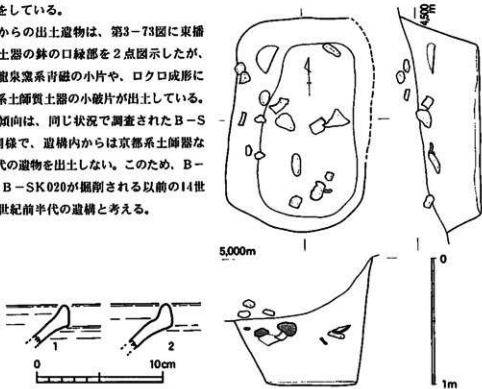 をしている。
からの出土遺物は、第3-73図に東播
土器の鉢の口縁部を2点図示したが、
龍泉窯系青磁の小片や、ロクロ成形に
系土師質土器の小破片が出土している。
傾向は、同じ状況で調査されたB-S
同様で、遺構内からは京都系土師器な
代の遺物を出土しない。このため、B-
B-SK020が掘削される以前の14世
世紀前半代の遺構と考える。
4,500m
5,000m
0
1m
1
2
0
10cm